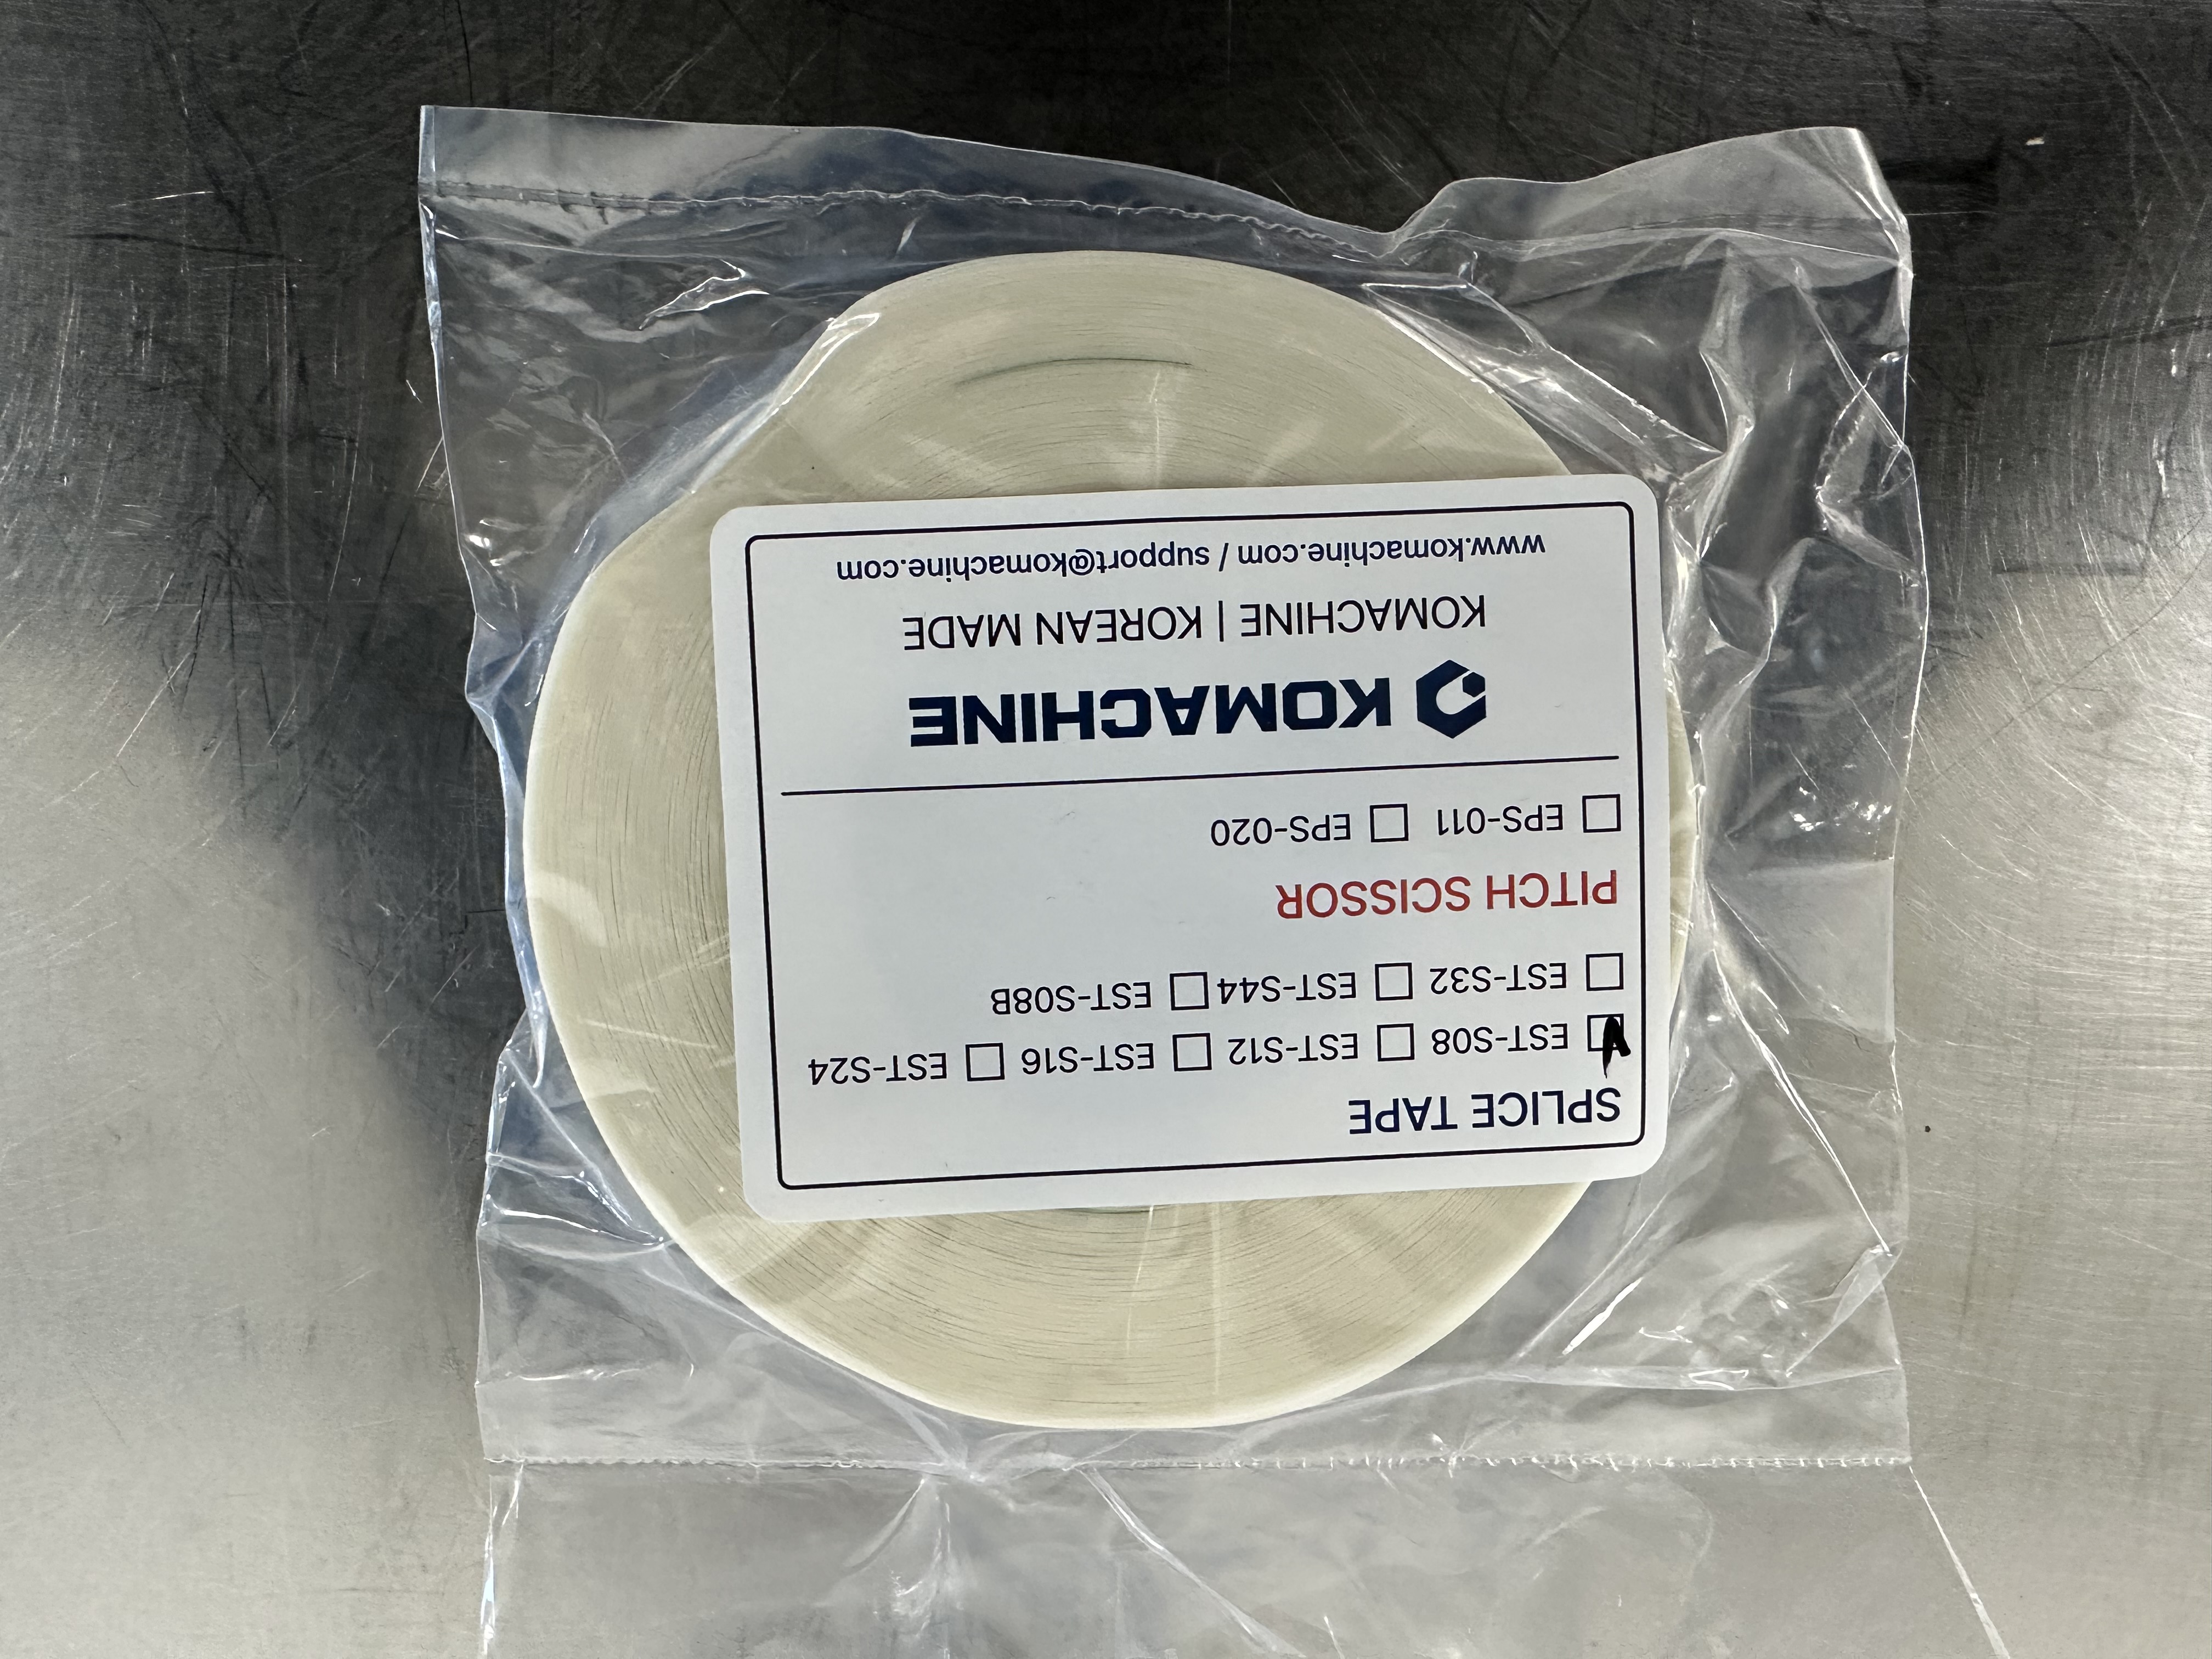 SPLICE TAPE
EST-S08 EST-S12 EST-S16 EST-S24
EST-S32 EST-S44 EST-S08B
PITCH SCISSOR
EPS-011 EPS-020
KOMACHINE
KOMACHINE | KOREAN MADE
www.komachine.com / support@komachine.com